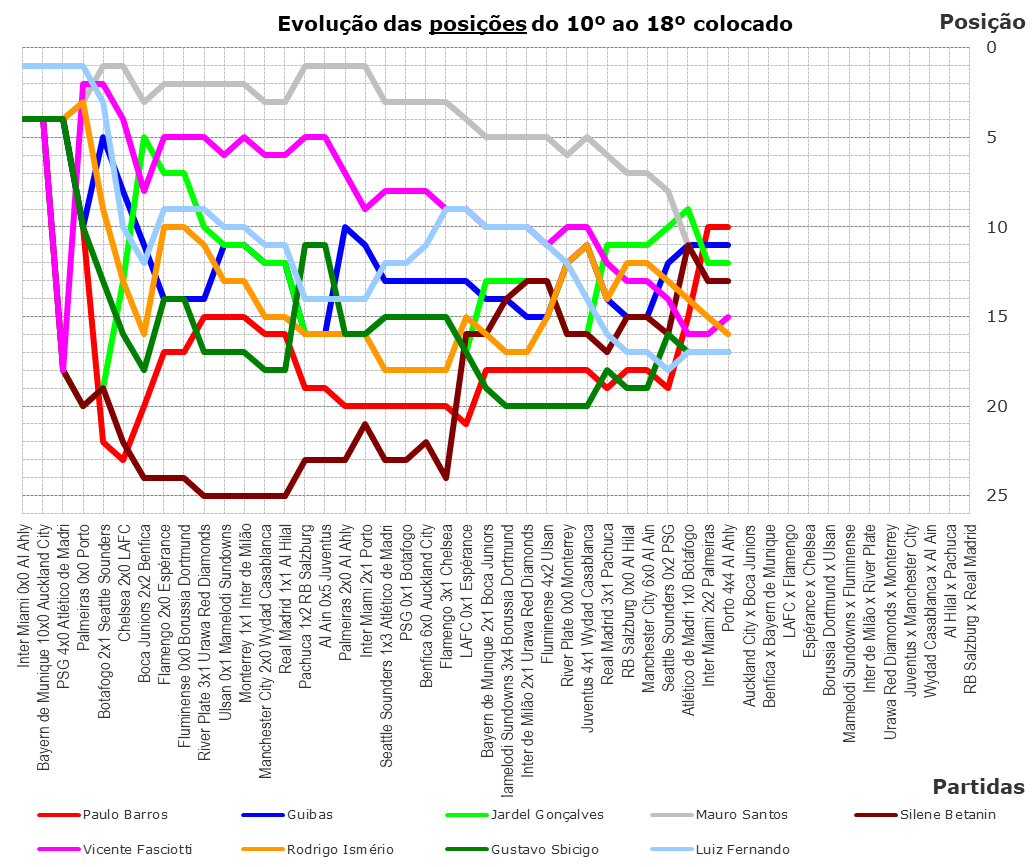 Evolução das posições do 10º ao 18º colocado
Posição
0
5
10
15
20
25
Inter Miami 0x0 Al Ahly
Bayern de Munique 10x0 Auckland City
PSG 4x0 Atlético de Madri
Palmeiras 0x0 Porto
Botafogo 2x1 Seattle Sounders
Chelsea 2x0 LAFC
Boca Juniors 2x2 Benfica
Flamengo 2x0 Espérance
Fluminense 0x0 Borussia Dortmund
River Plate 3x1 Urawa Red Diamonds
Ulsan 0x1 Mamelodi Sundowns
Monterrey 1x1 Inter de Milão
Manchester City 2x0 Wydad Casablanca
Real Madrid 1x1 Al Hilal
Pachuca 1x2 RB Salzburg
Al Ain 0x5 Juventus
Palmeiras 2x0 Al Ahly
Inter Miami 2x1 Porto
Seattle Sounders 1x3 Atlético de Madri
PSG 0x1 Botafogo
Benfica 6x0 Auckland City
Flamengo 3x1 Chelsea
LAFC 0x1 Espérance
Bayern de Munique 2x1 Boca Juniors
lamelodi Sundowns 3x4 Borussia Dortmund
Inter de Milão 2x1 Urawa Red Diamonds
Fluminense 4x2 Ulsan
River Plate 0x0 Monterrey
Juventus 4x1 Wydad Casablanca
Real Madrid 3x1 Pachuca
RB Salzburg 0x0 Al Hilal
Manchester City 6x0 Al Ain
Seattle Sounders 0x2 PSG
Atlético de Madri 1x0 Botafogo
Inter Miami 2x2 Palmeiras
Porto 4x4 Al Ahly
Auckland City x Boca Juniors
Benfica x Bayern de Munique
LAFC x Flamengo
Espérance x Chelsea
Borussia Dortmund x Ulsan
Mamelodi Sundowns x Fluminense
Inter de Milão x River Plate
Urawa Red Diamonds x Monterrey
Juventus x Manchester City
Wydad Casablanca x Al Ain
Al Hilal x Pachuca
RB Salzburg x Real Madrid
Partidas
Paulo Barros
Guibas
Jardel Gonçalves
Mauro Santos
Silene Betanin
Vicente Fasciotti
Rodrigo Ismério
Gustavo Sbicigo
Luiz Fernando